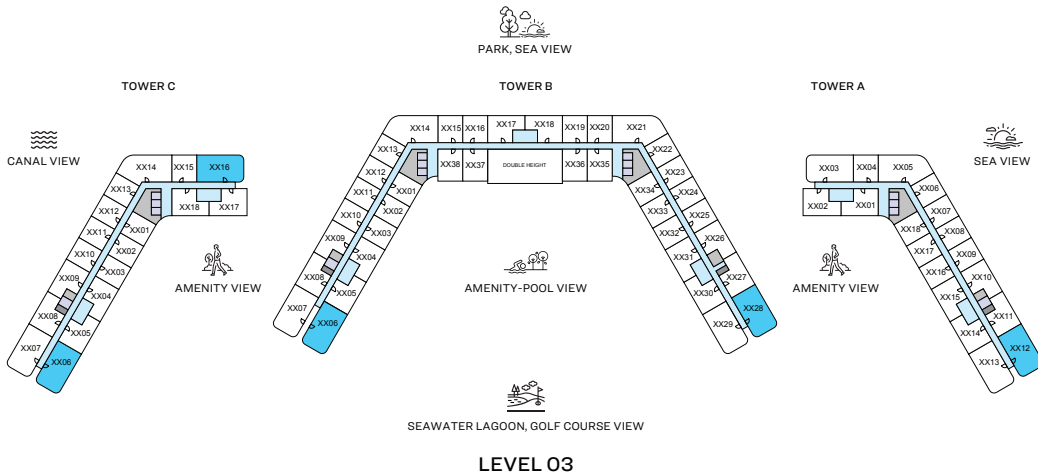 PARK, SEA VIEW
TOWER C
TOWER B
TOWER A
CANAL VIEW
SEA VIEW
XX14
XX15
XX16
XX13
XX12
XX11
XX10
XX09
XX08
XX07
XX18
XX17
XX01
XX02
XX03
XX04
XX05
XX06
AMENITY VIEW
XX14
XX15
XX16
XX17
XX18
XX19
XX20
XX21
XX38
XX37
DOUBLE HEIGHT
XX36
XX35
XX13
XX12
XX11
XX10
XX09
XX08
XX07
XX01
XX02
XX03
XX04
XX05
XX06
XX22
XX23
XX24
XX25
XX26
XX27
XX28
XX34
XX33
XX32
XX31
XX30
XX29
AMENITY-POOL VIEW
XX03
XX04
XX05
XX02
XX01
XX06
XX07
XX08
XX09
XX10
XX11
XX12
XX18
XX17
XX16
XX15
XX14
XX13
AMENITY VIEW
SEAWATER LAGOON, GOLF COURSE VIEW
LEVEL 03